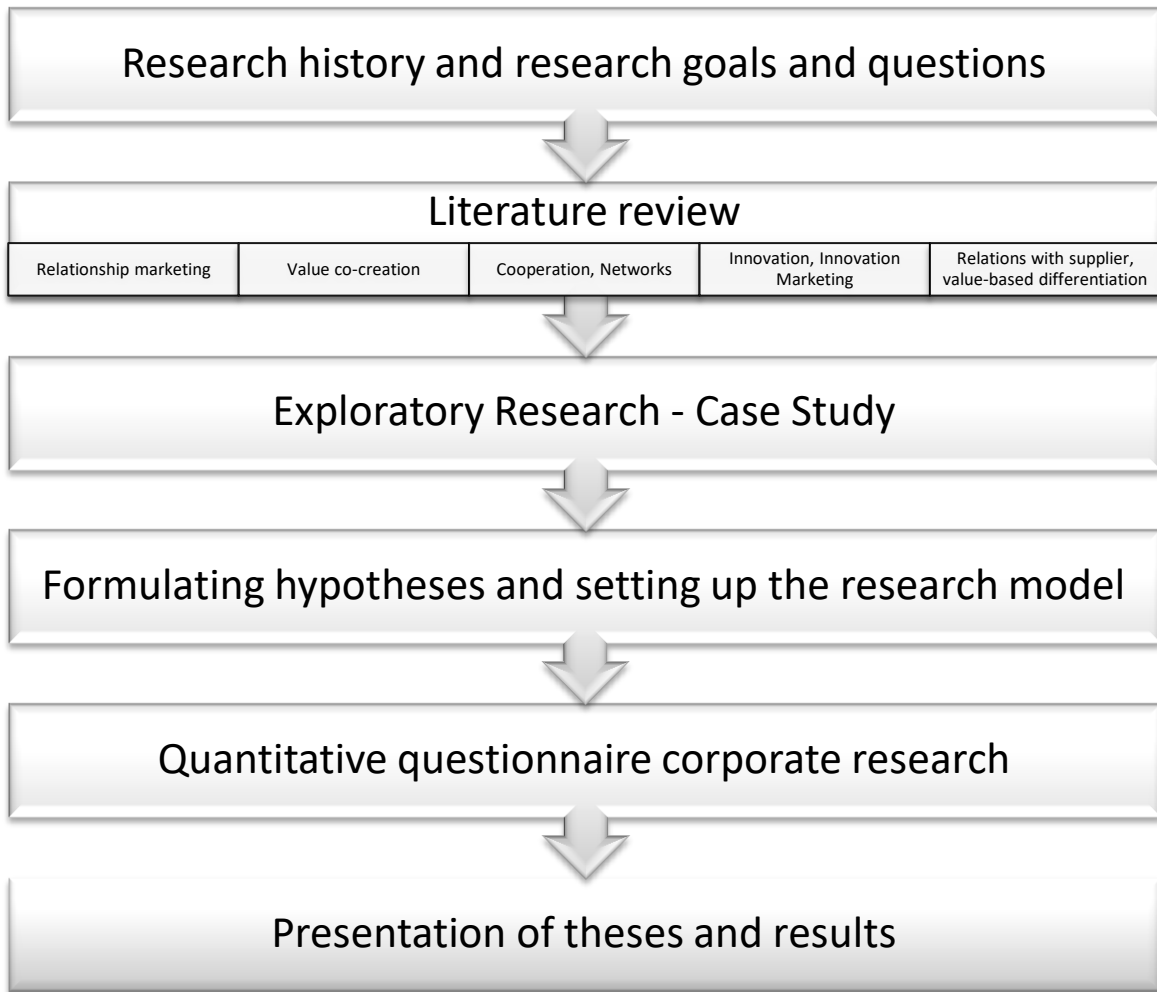 Research history and research goals and questions
Literature review
Relationship marketing
Value co-creation
Cooperation, Networks
Innovation, Innovation
Marketing
Relations with supplier,
value-based differentiation
Exploratory Research - Case Study
Formulating hypotheses and setting up the research model
Quantitative questionnaire corporate research
Presentation of theses and results